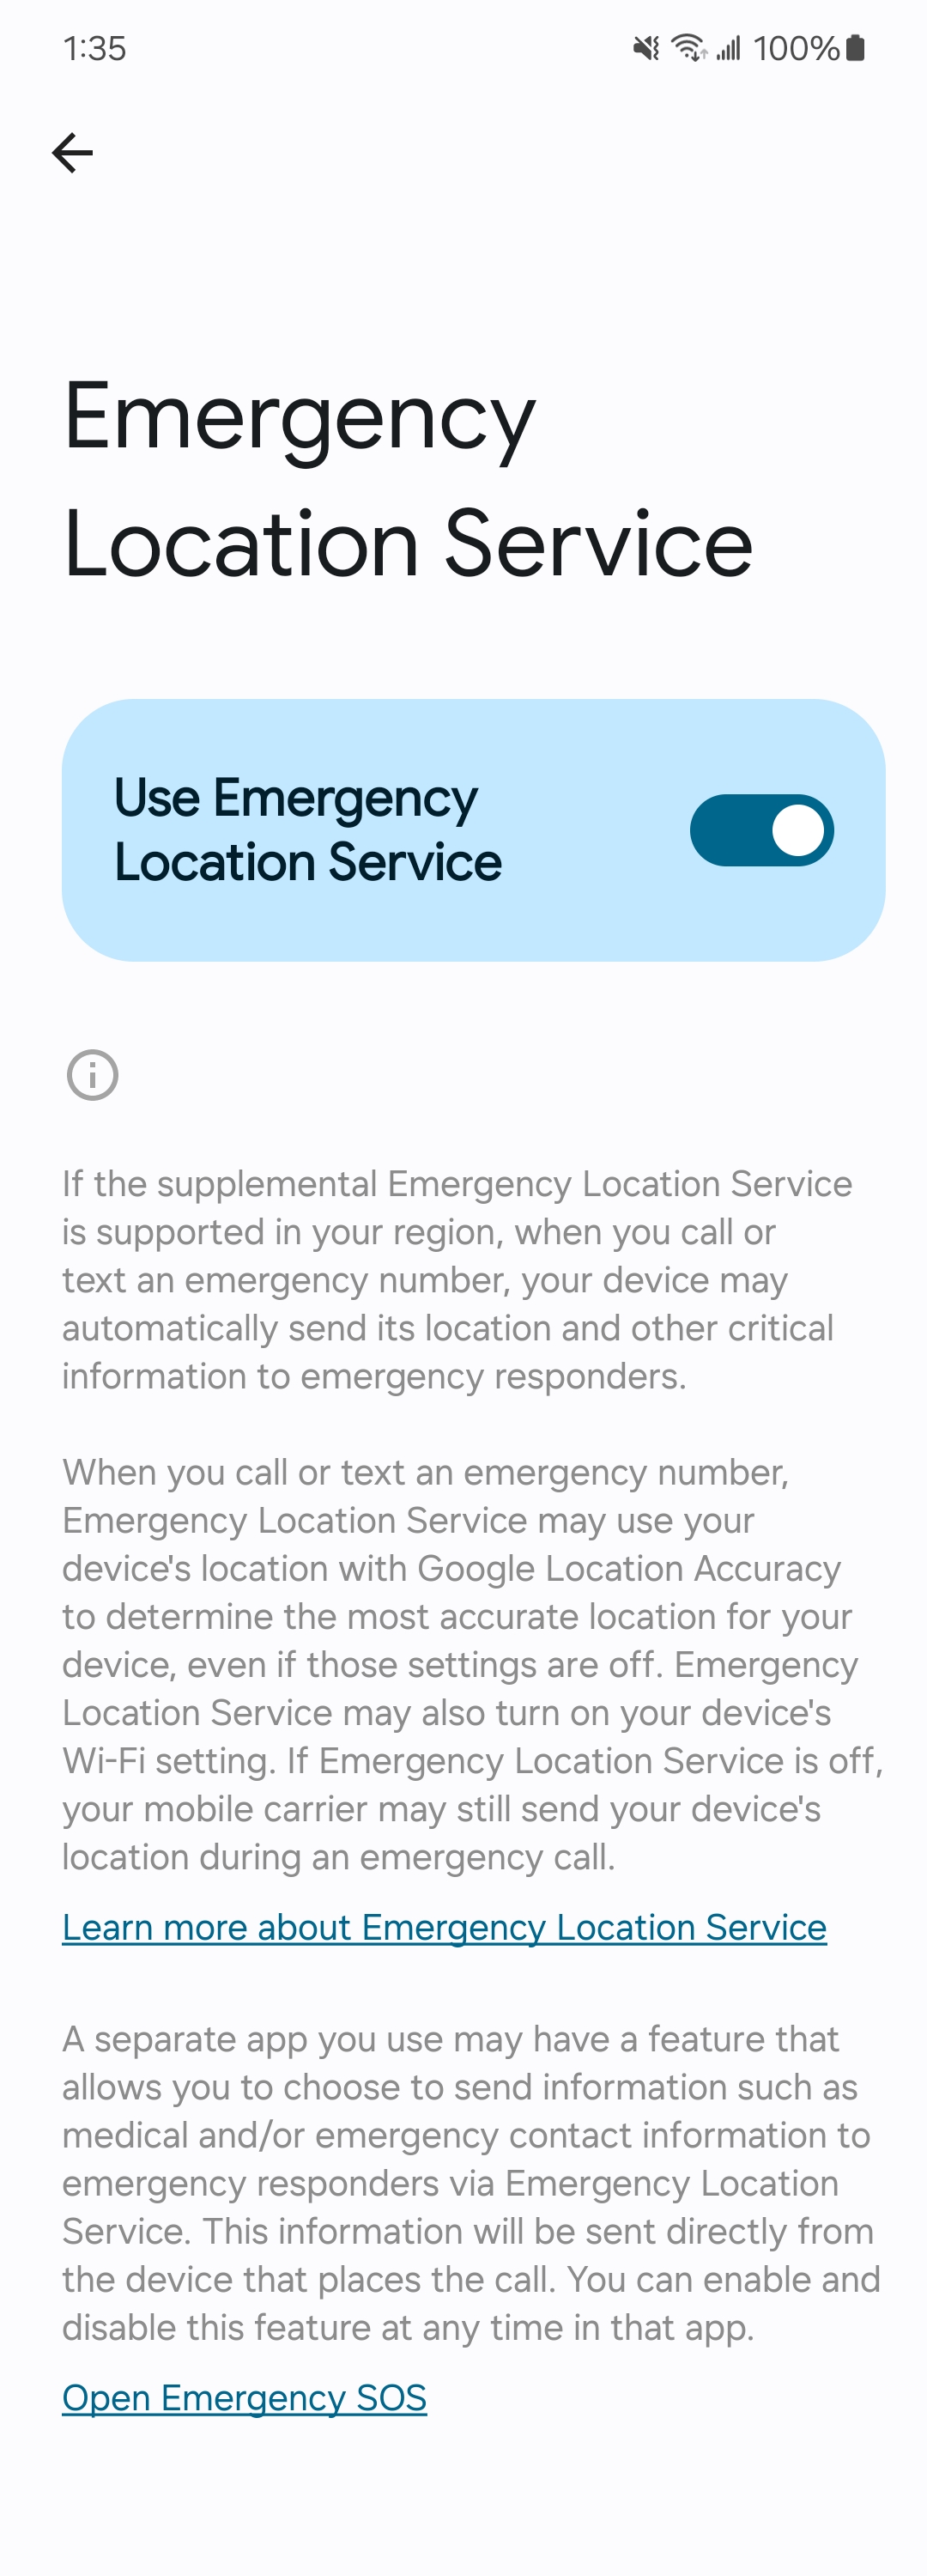 1:35 100%
Emergency
Location Service
Use Emergency
Location Service
If the supplemental Emergency Location Service
is supported in your region, when you call or
text an emergency number, your device may
automatically send its location and other critical
information to emergency responders.
When you call or text an emergency number,
Emergency Location Service may use your
device's location with Google Location Accuracy
to determine the most accurate location for your
device, even if those settings are off. Emergency
Location Service may also turn on your device's
Wi-Fi setting. If Emergency Location Service is off,
your mobile carrier may still send your device's
location during an emergency call.
Learn more about Emergency Location Service
A separate app you use may have a feature that
allows you to choose to send information such as
medical and/or emergency contact information to
emergency responders via Emergency Location
Service. This information will be sent directly from
the device that places the call. You can enable and
disable this feature at any time in that app.
Open Emergency SOS